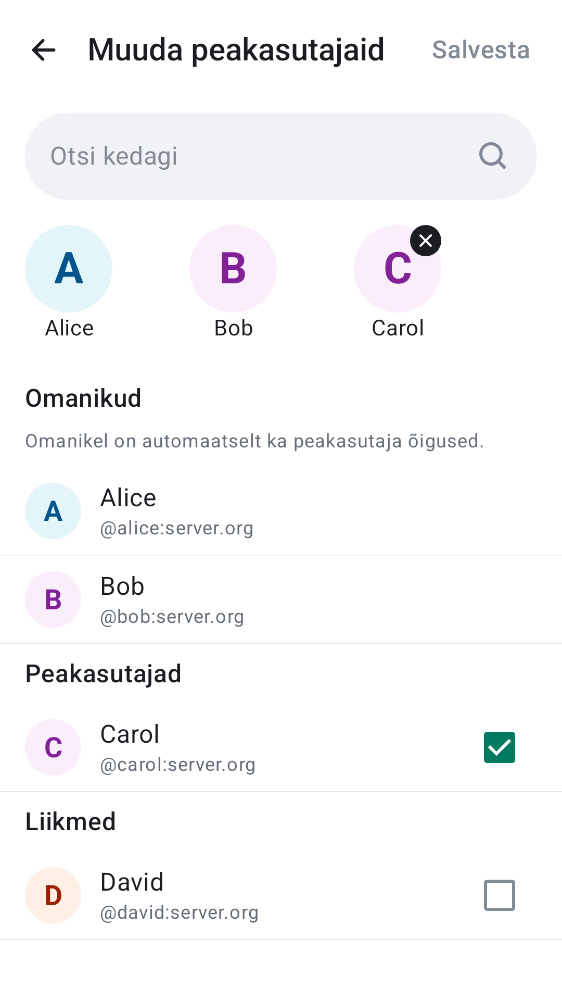 Muuda peakasutajaid Salvesta
Otsi kedagi
A B C
Alice Bob Carol
Omanikud
Omanikel on automaatselt ka peakasutaja õigused.
A Alice
@alice:server.org
B Bob
@bob:server.org
Peakasutajad
C Carol
@carol:server.org
Liikmed
D David
@david:server.org